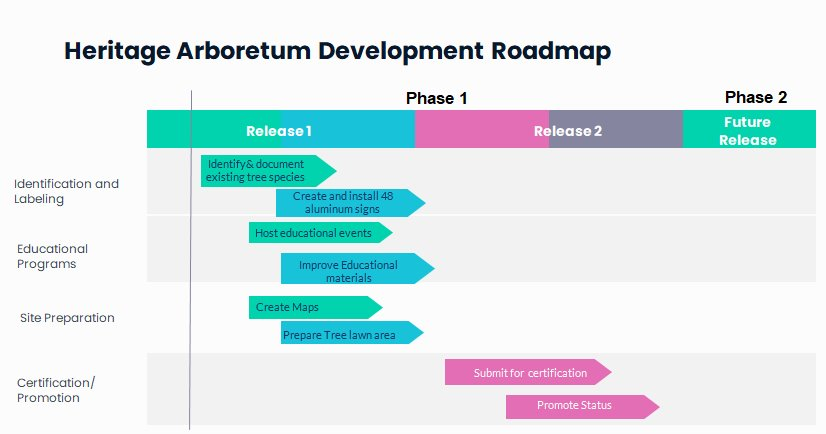 Heritage Arboretum Development Roadmap
Phase 1
Phase 2
Release 1
Release 2
Future
Release
Identification and
Labeling
Identify& document
existing tree species
Create and install 48
aluminum signs
Educational
Programs
Host educational events
Improve Educational
materials
Site Preparation
Create Maps
Prepare Tree lawn area
Certification/
Promotion
Submit for certification
Promote Status